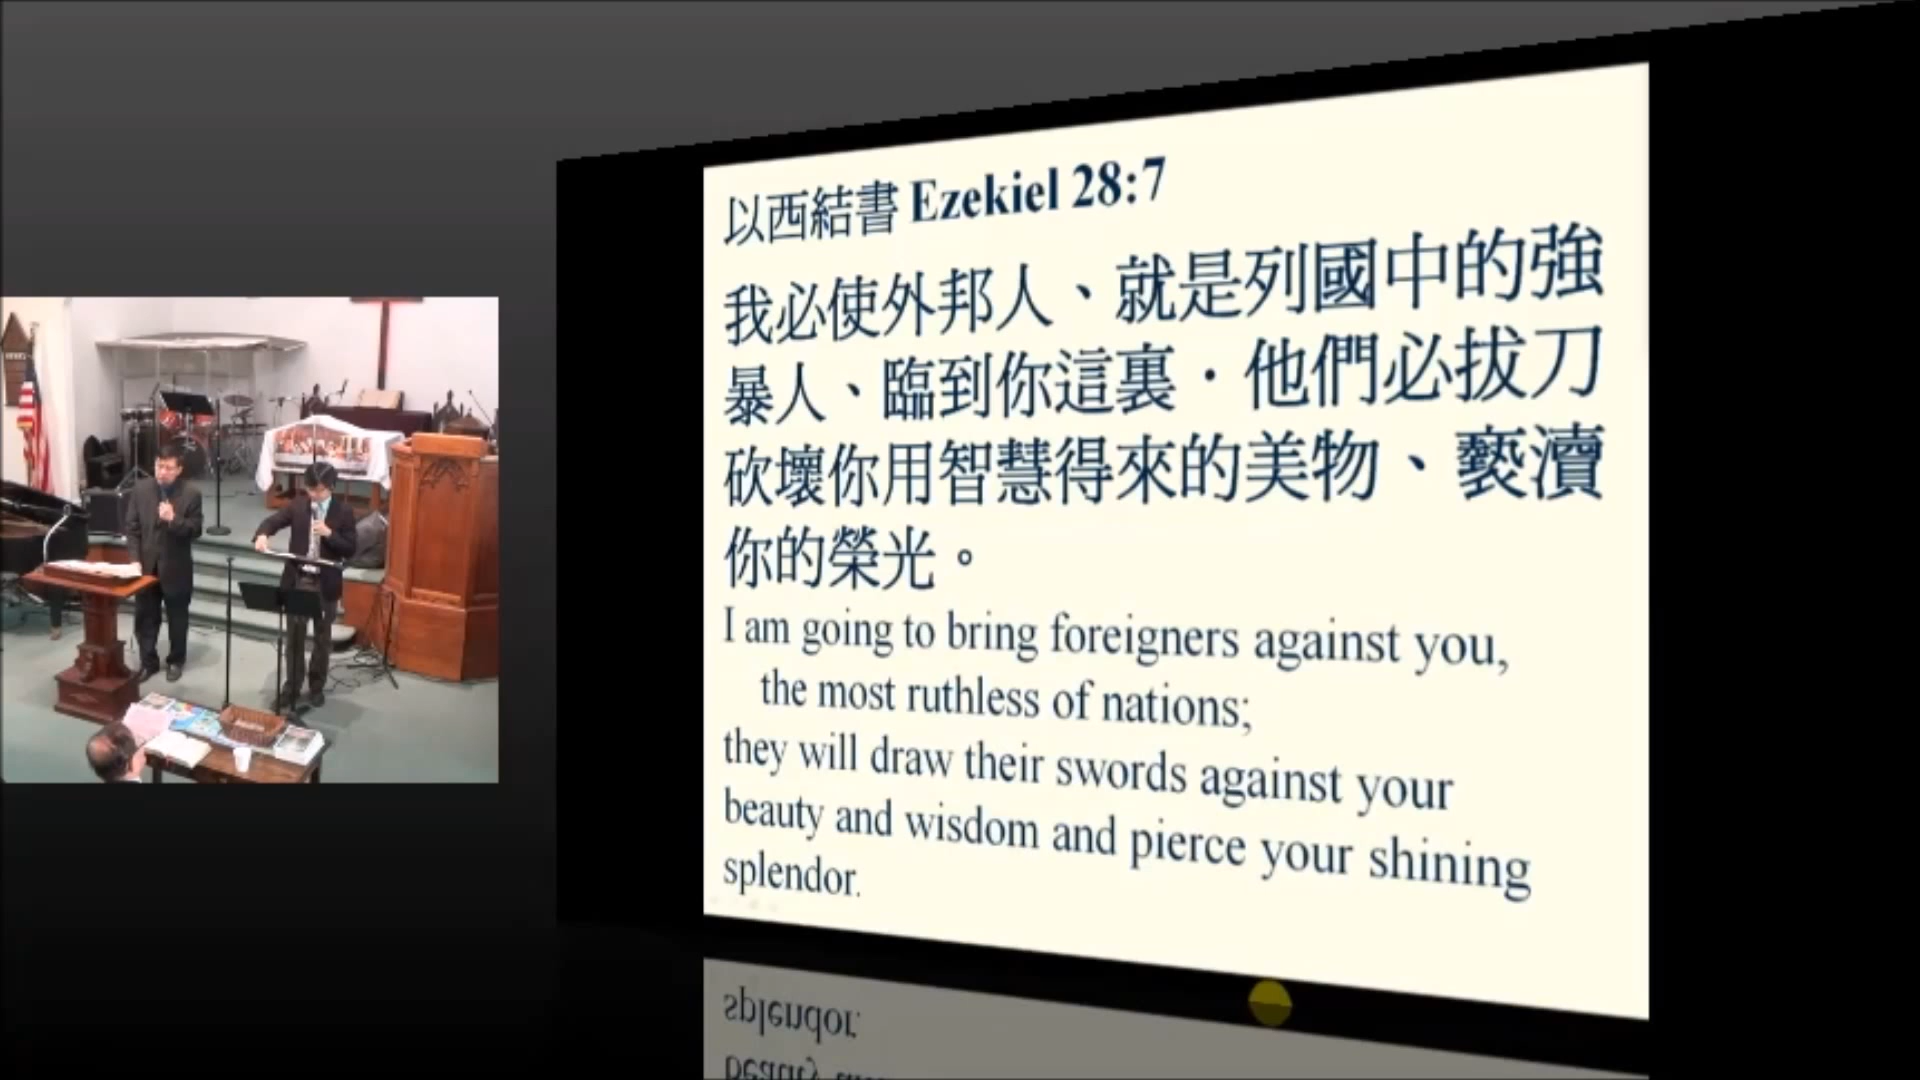 以西結書 Ezekiel 28:7
我必使外邦人、就是列國中的強
暴人、臨到你這裏．他們必拔刀
砍壞你用智慧得來的美物、褻瀆
你的榮光。
I am going to bring foreigners against you,
the most ruthless of nations;
they will draw their swords against your
beauty and wisdom and pierce your shining
splendor.
splendor.